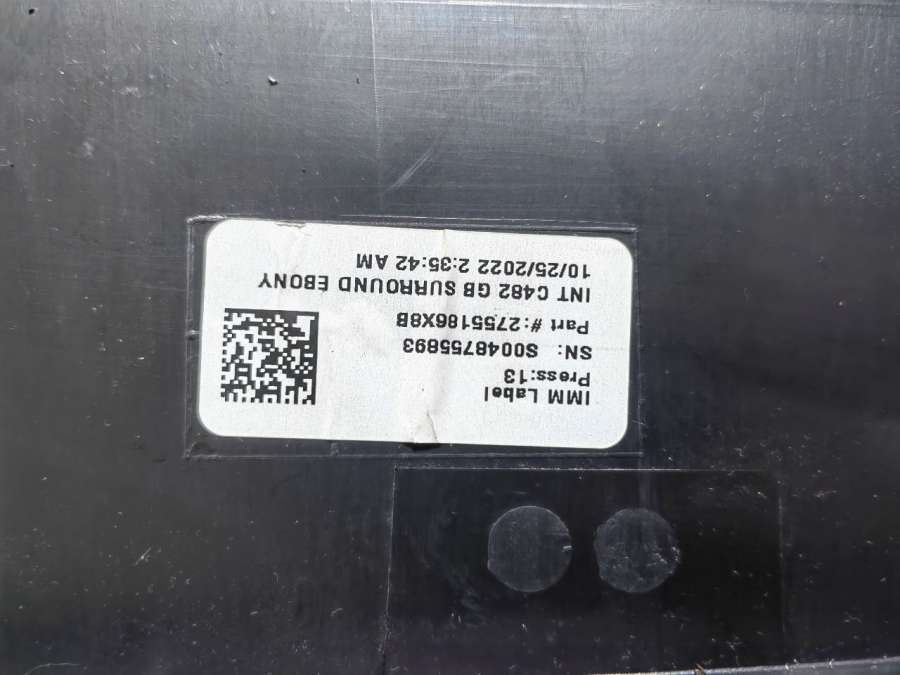 IMM Label
Press:13
SN: S0048755893
Part #:2755186X8B
INT C482 GB SURROUND EBONY
10/25/2022 2:35:42 AM